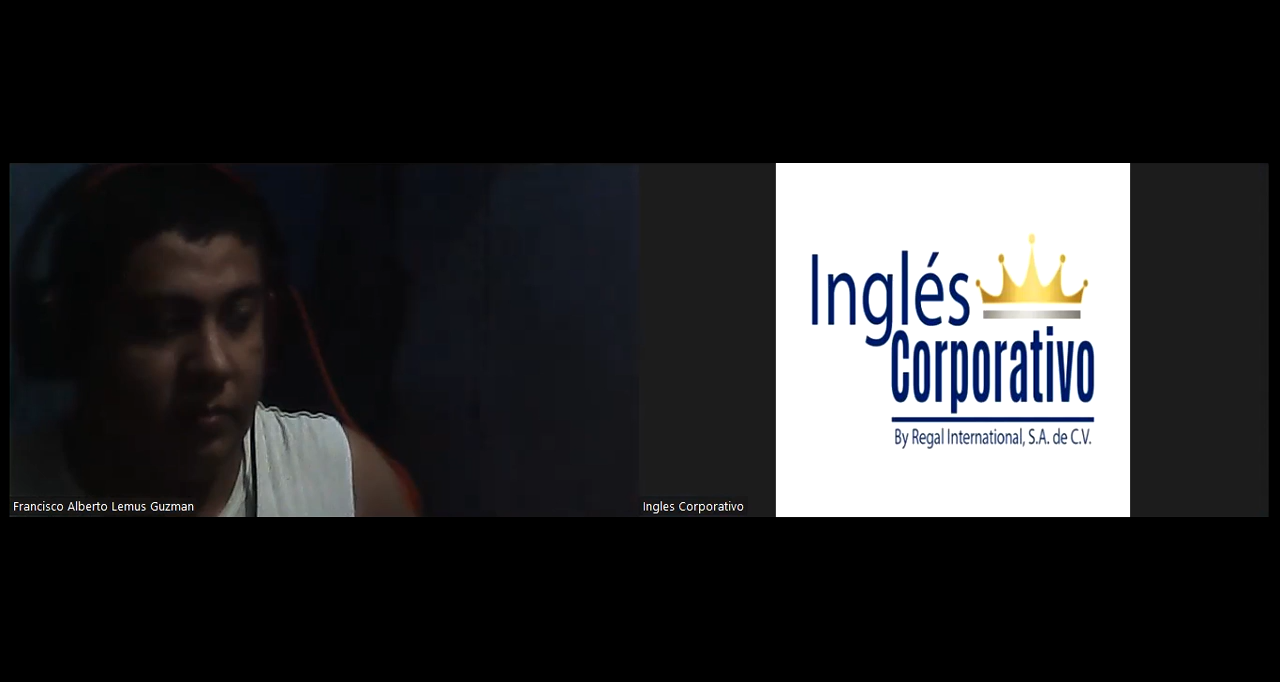 Inglés
Corporativo
By Regal International, S.A. de C.V.
Francisco Alberto Lemus Guzman
Ingles Corporativo